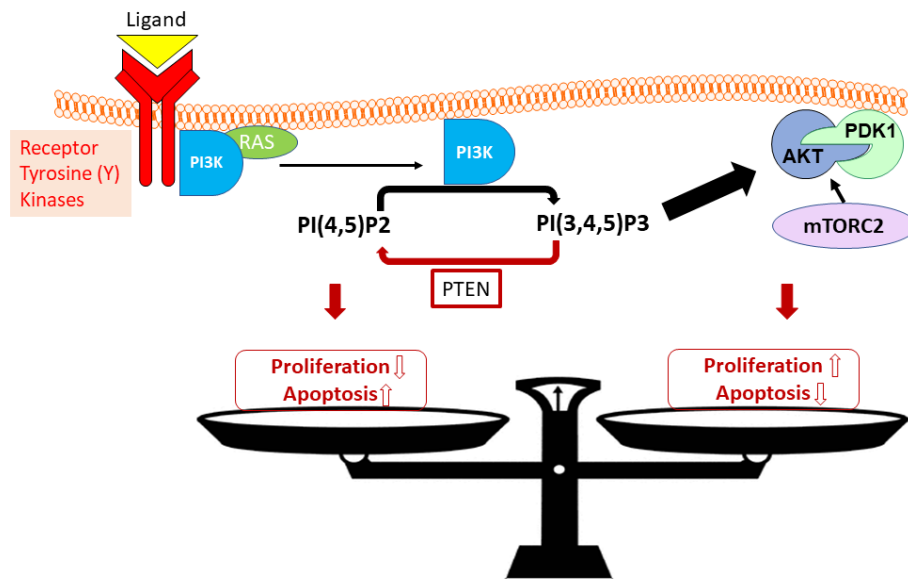 Ligand
Receptor
Tyrosine (Y)
Kinases
PI3K
RAS
PI3K
AKT
PDK1
mTORC2
PI(4,5)P2
PI(3,4,5)P3
PTEN
Proliferation ⇩
Apoptosis ⇧
Proliferation ⇧
Apoptosis ⇩